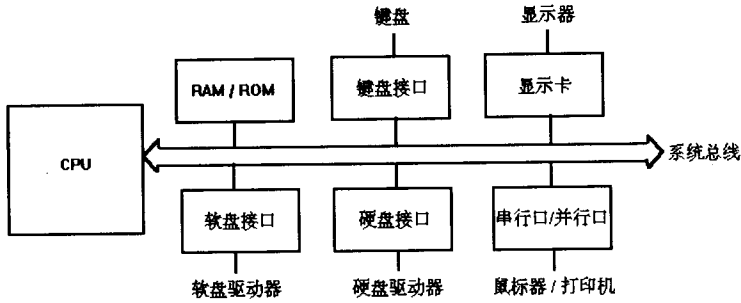 键盘
显示器
RAM / ROM
键盘接口
显示卡
CPU
系统总线
软盘接口
硬盘接口
串行口/并行口
软盘驱动器
硬盘驱动器
鼠标器 / 打印机